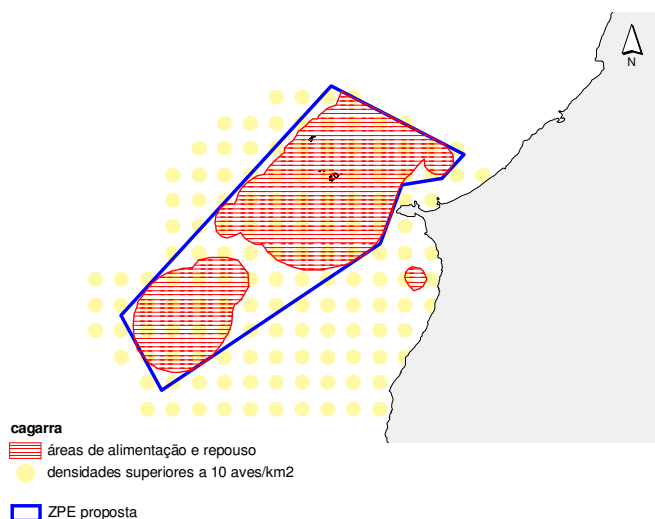 N
cagarra
áreas de alimentação e repouso
densidades superiores a 10 aves/km2
ZPE proposta